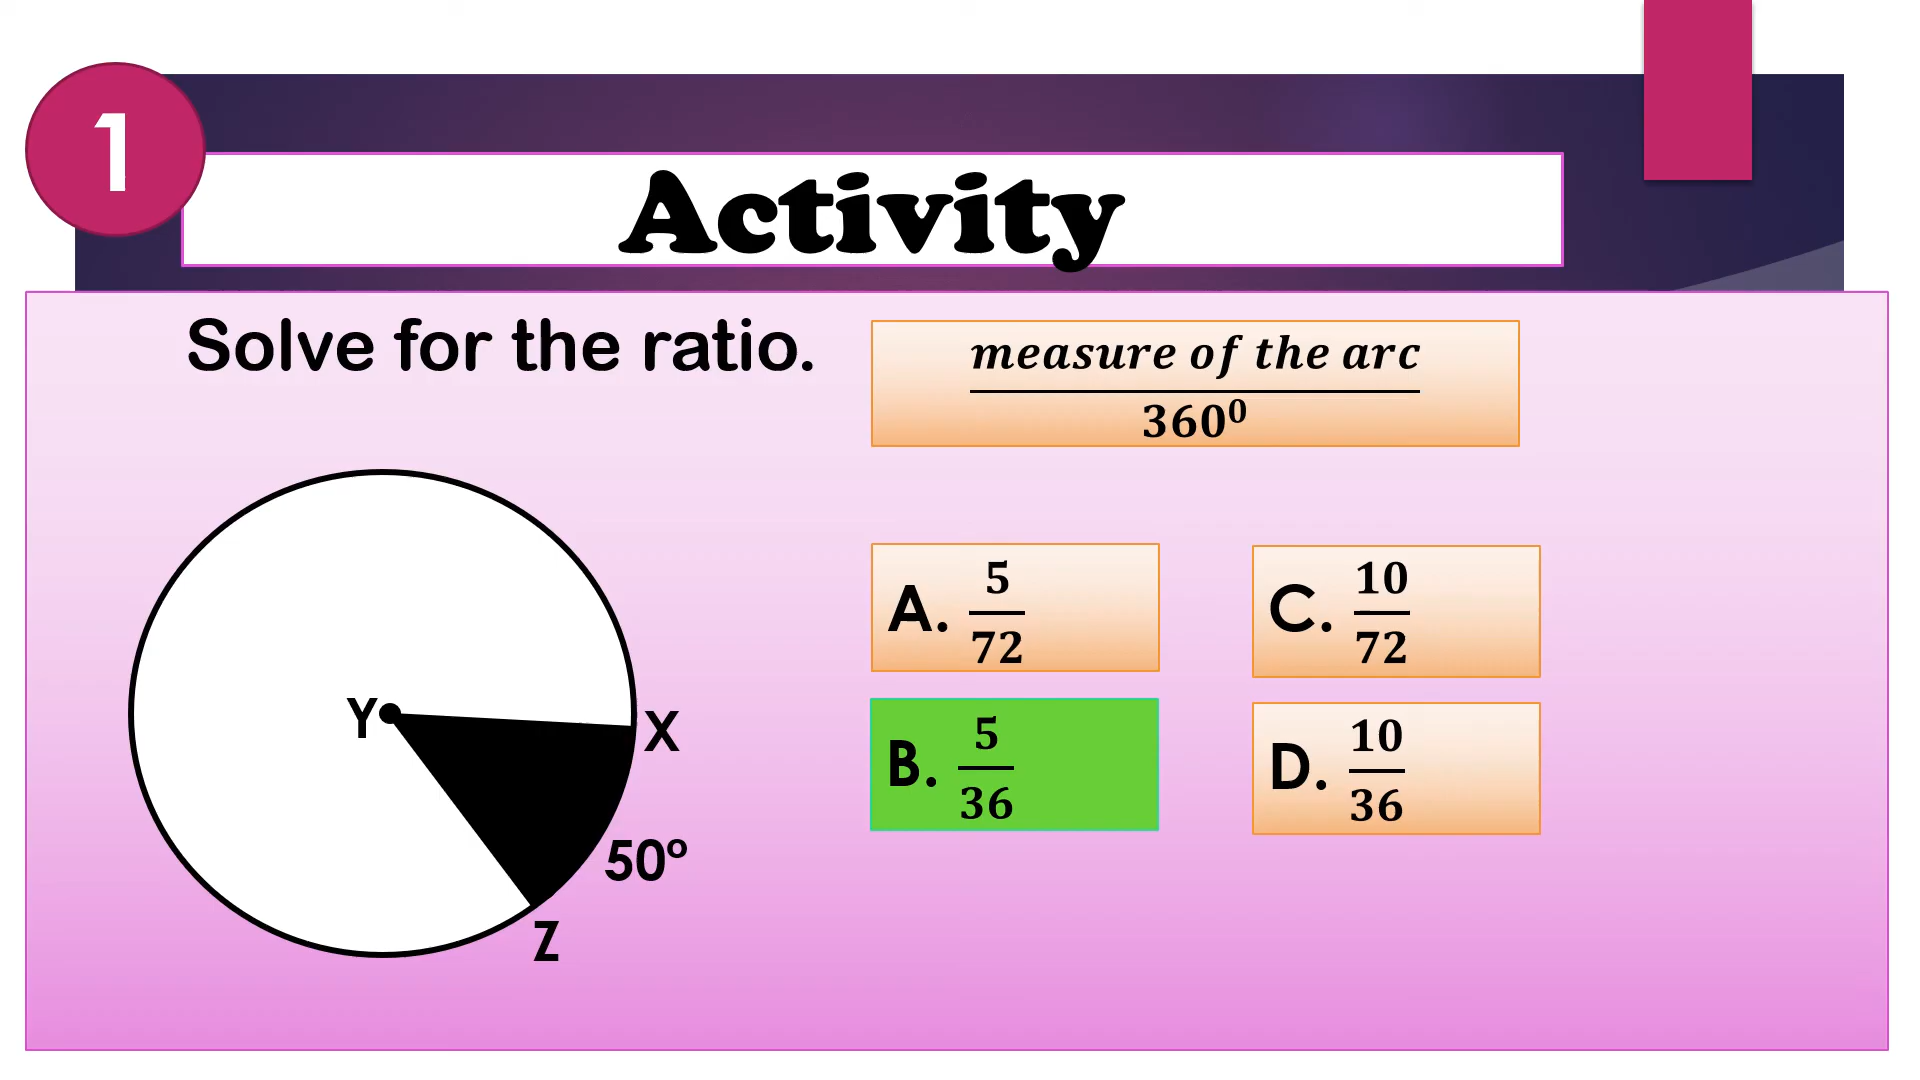 1
Activity
Solve for the ratio.
measure of the arc
360⁰
A. 5/72
C. 10/72
B. 5/36
D. 10/36
Y
X
50º
Z